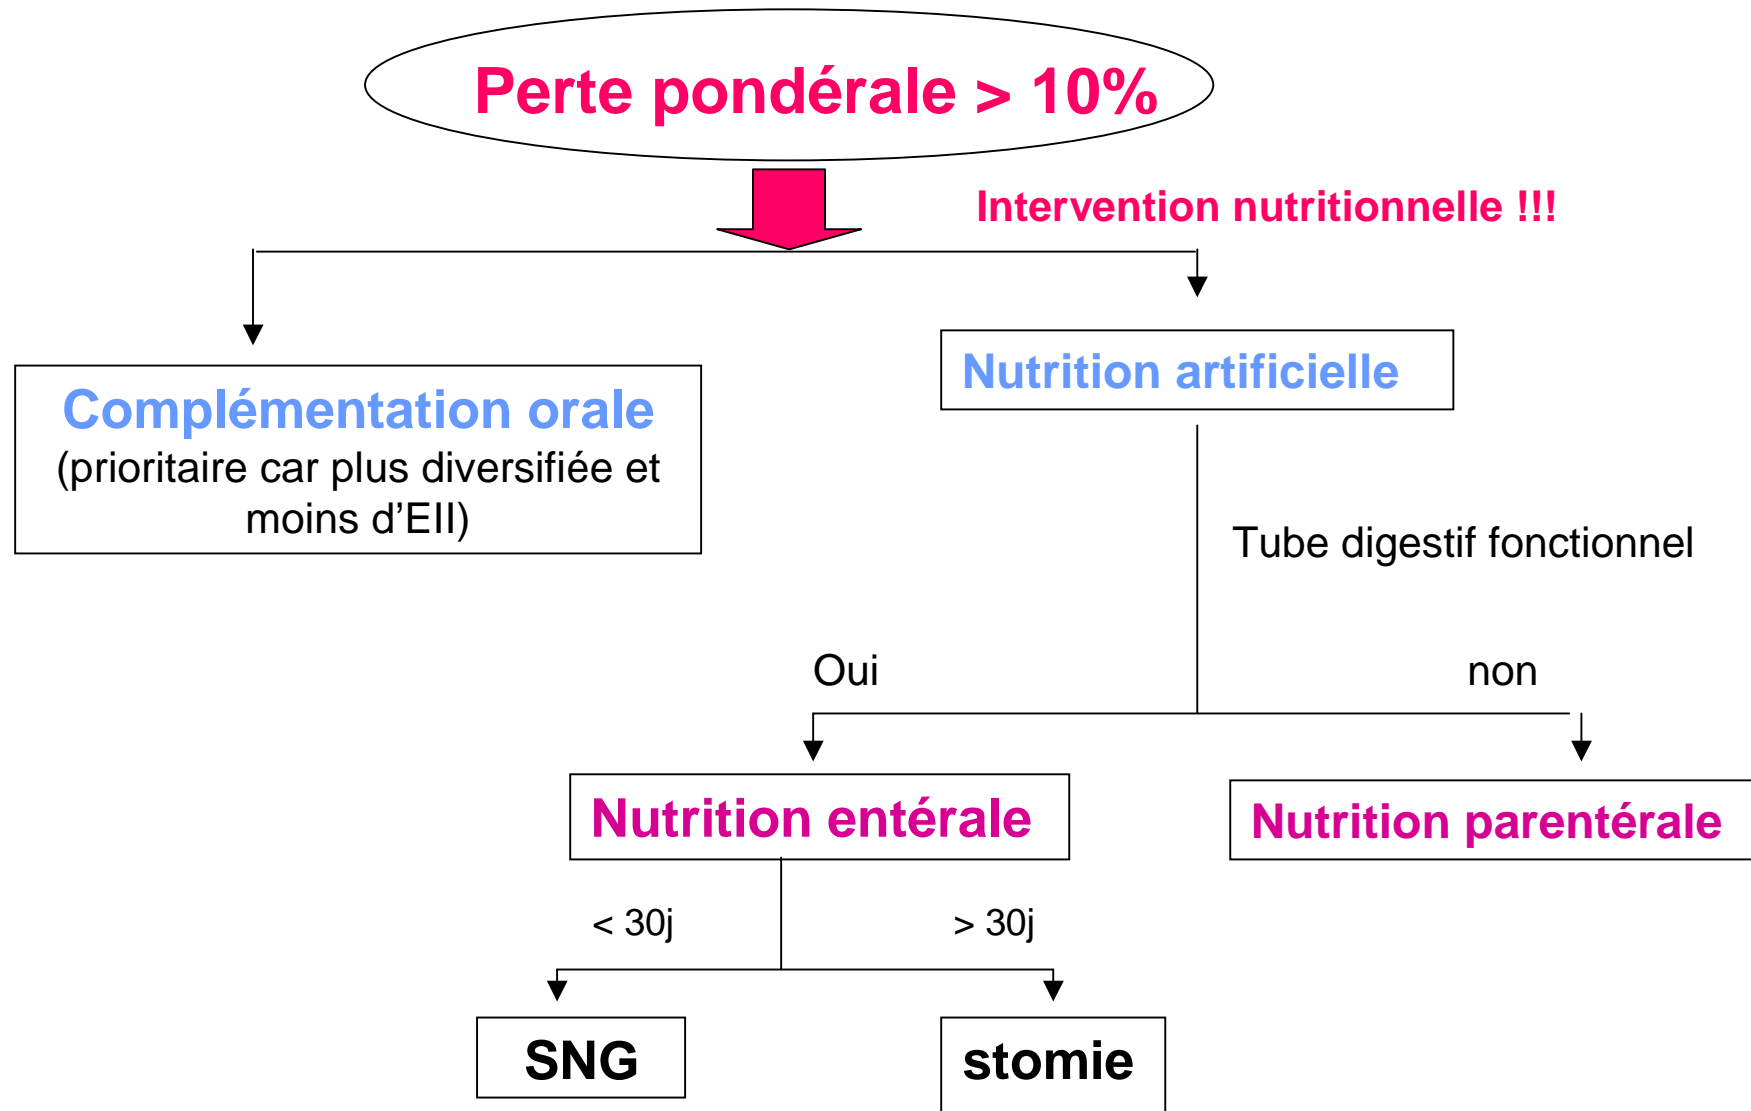 Perte pondérale > 10%
Intervention nutritionnelle !!!
Complémentation orale
(prioritaire car plus diversifiée et
moins d’EII)
Nutrition artificielle
Tube digestif fonctionnel
Oui
non
Nutrition entérale
Nutrition parentérale
< 30j
> 30j
SNG
stomie